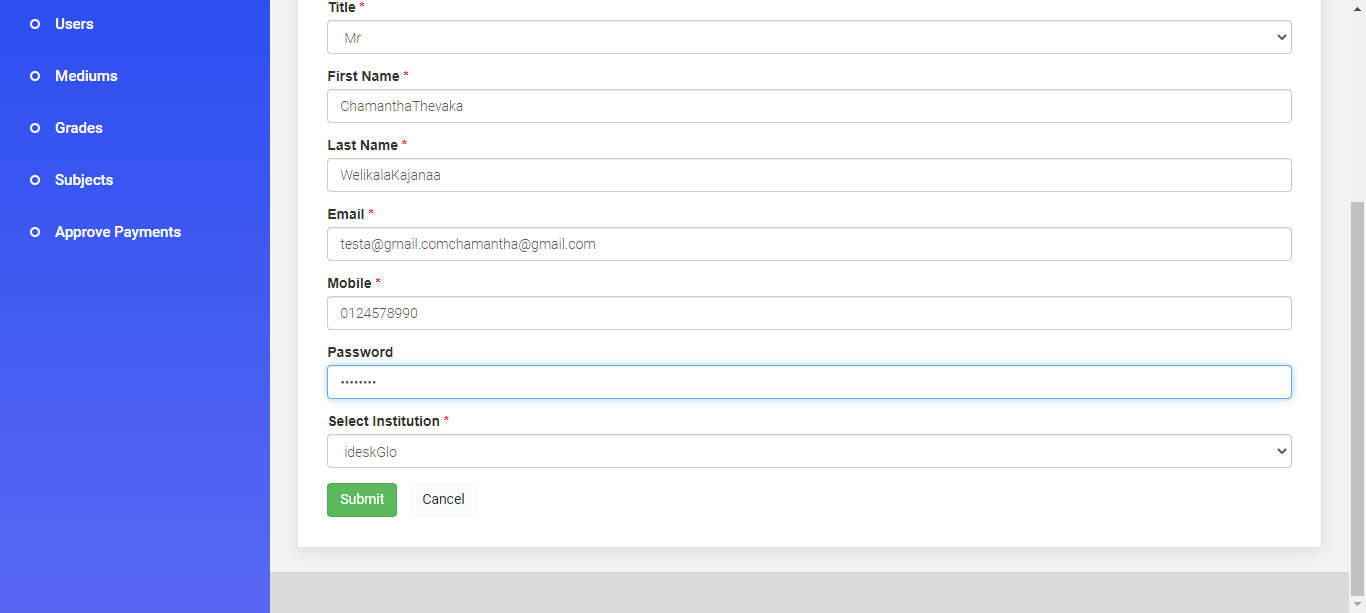 Users
Mediums
Grades
Subjects
Approve Payments
Title *
Mr
First Name *
ChamanthaThevaka
Last Name *
WelikalaKajanaa
Email *
testa@gmail.comchamantha@gmail.com
Mobile *
0124578990
Password
••••••••
Select Institution *
ideskGlo
Submit Cancel